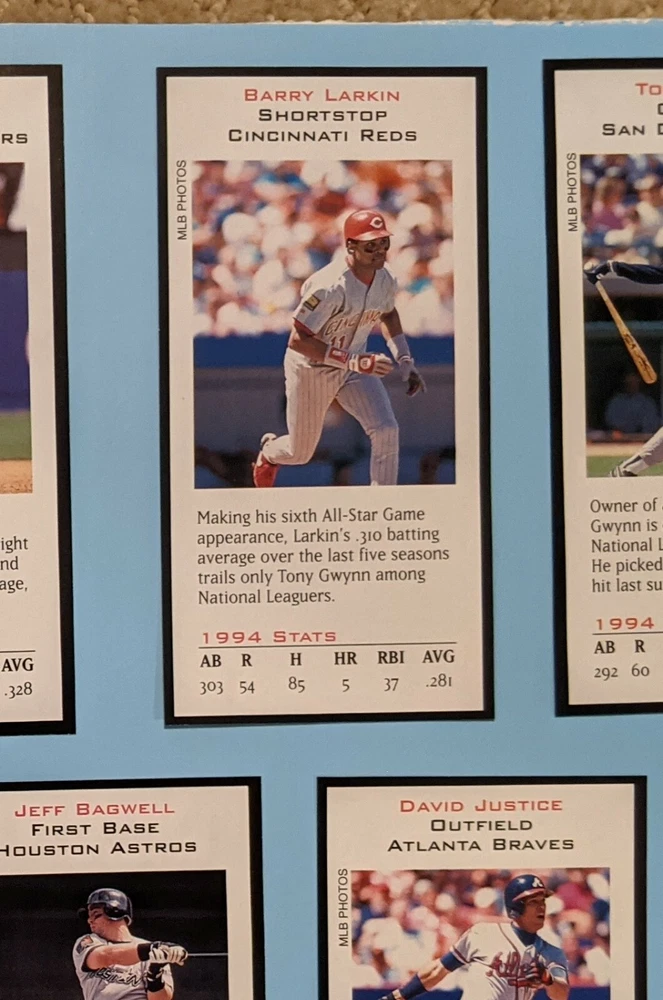 RS
ight
nd
age,
AVG
.328
BARRY LARKIN
SHORTSTOP
CINCINNATI REDS
MLB PHOTOS
CINCINNATI
11
Making his sixth All-Star Game
appearance, Larkin's .310 batting
average over the last five seasons
trails only Tony Gwynn among
National Leaguers.
1994 STATS
AB R H HR RBI AVG
303 54 85 5 37 .281
TO
SAN D
MLB PHOTOS
Owner of
Gwynn is
National L
He picked
hit last su
1994
AB R
292 60
JEFF BAGWELL
FIRST BASE
HOUSTON ASTROS
DAVID JUSTICE
OUTFIELD
ATLANTA BRAVES
MLB PHOTOS